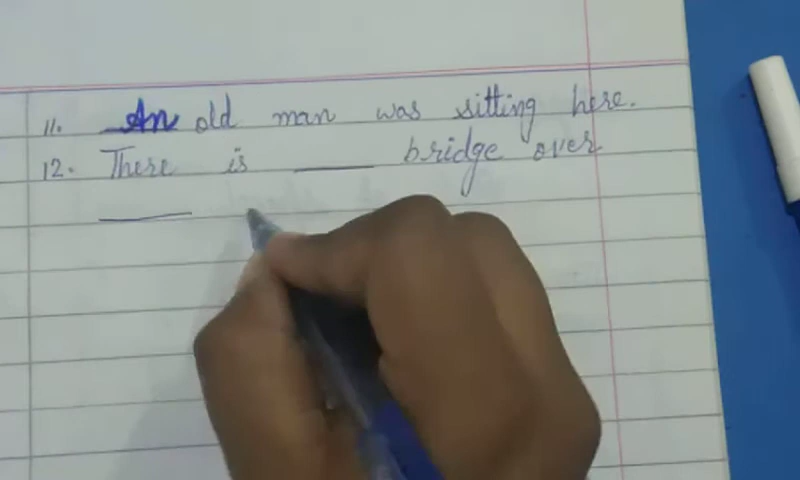 11. An old man was sitting here.
12. There is ____ bridge over
____